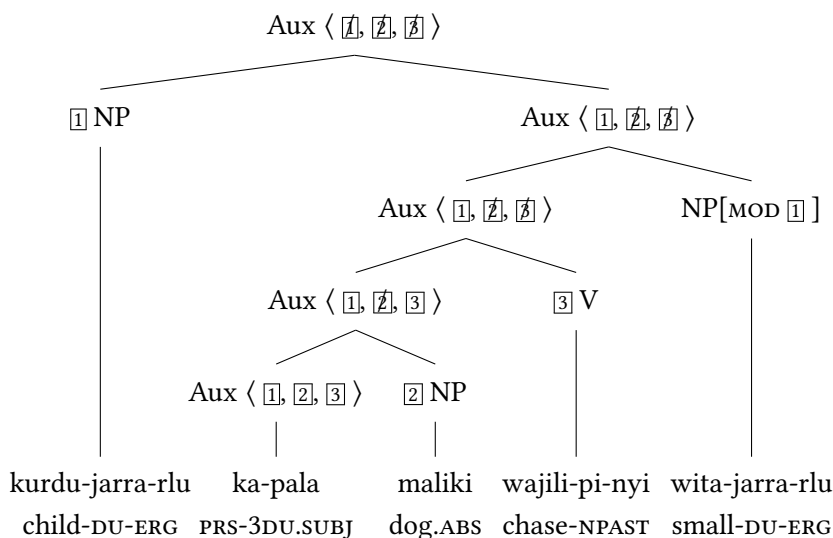 Aux ⟨ 1̸, 2̸, 3̸ ⟩
1 NP Aux ⟨ 1, 2̸, 3̸ ⟩
Aux ⟨ 1, 2̸, 3̸ ⟩ NP[MOD 1 ]
Aux ⟨ 1, 2̸, 3 ⟩ 3 V
Aux ⟨ 1, 2, 3 ⟩ 2 NP
kurdu-jarra-rlu ka-pala maliki wajili-pi-nyi wita-jarra-rlu
child-DU-ERG PRS-3DU.SUBJ dog.ABS chase-NPAST small-DU-ERG